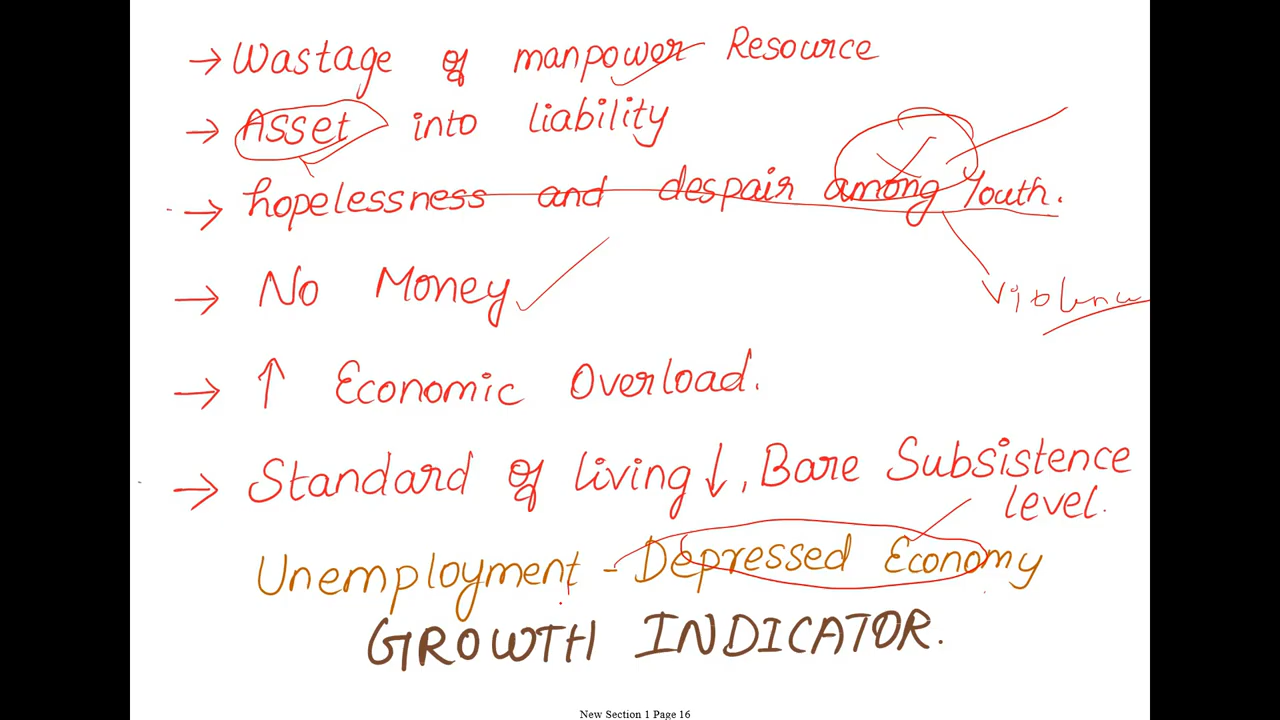 → Wastage of manpower Resource
→ Asset into liability
→ hopelessness and despair among Youth.
→ No Money
Violence
→ ↑ Economic Overload.
→ Standard of living ↓, Bare Subsistence
level.
Unemployment - Depressed Economy
GROWTH INDICATOR.
New Section 1 Page 16